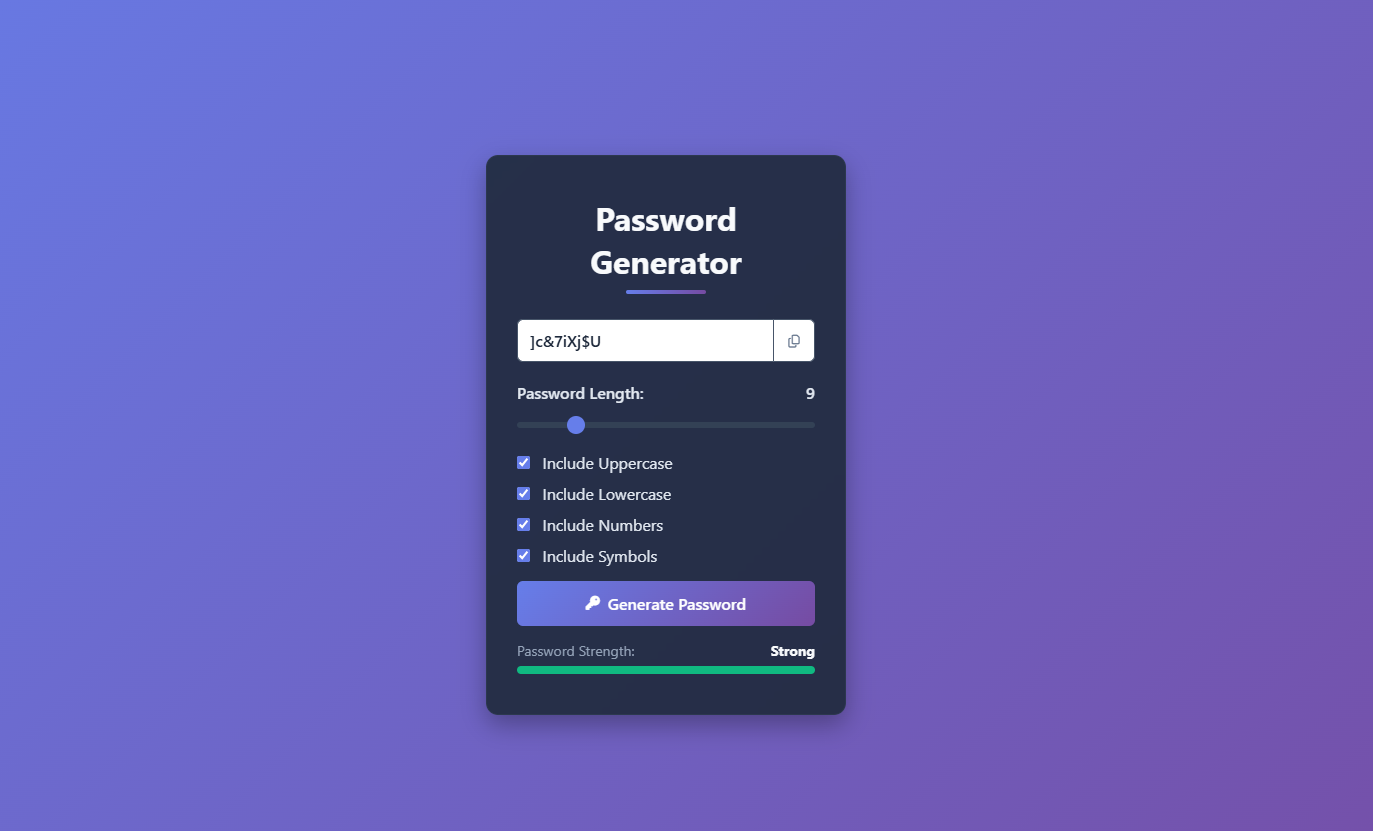 Password
Generator
]c&7iXj$U
Password Length: 9
Include Uppercase
Include Lowercase
Include Numbers
Include Symbols
Generate Password
Password Strength: Strong